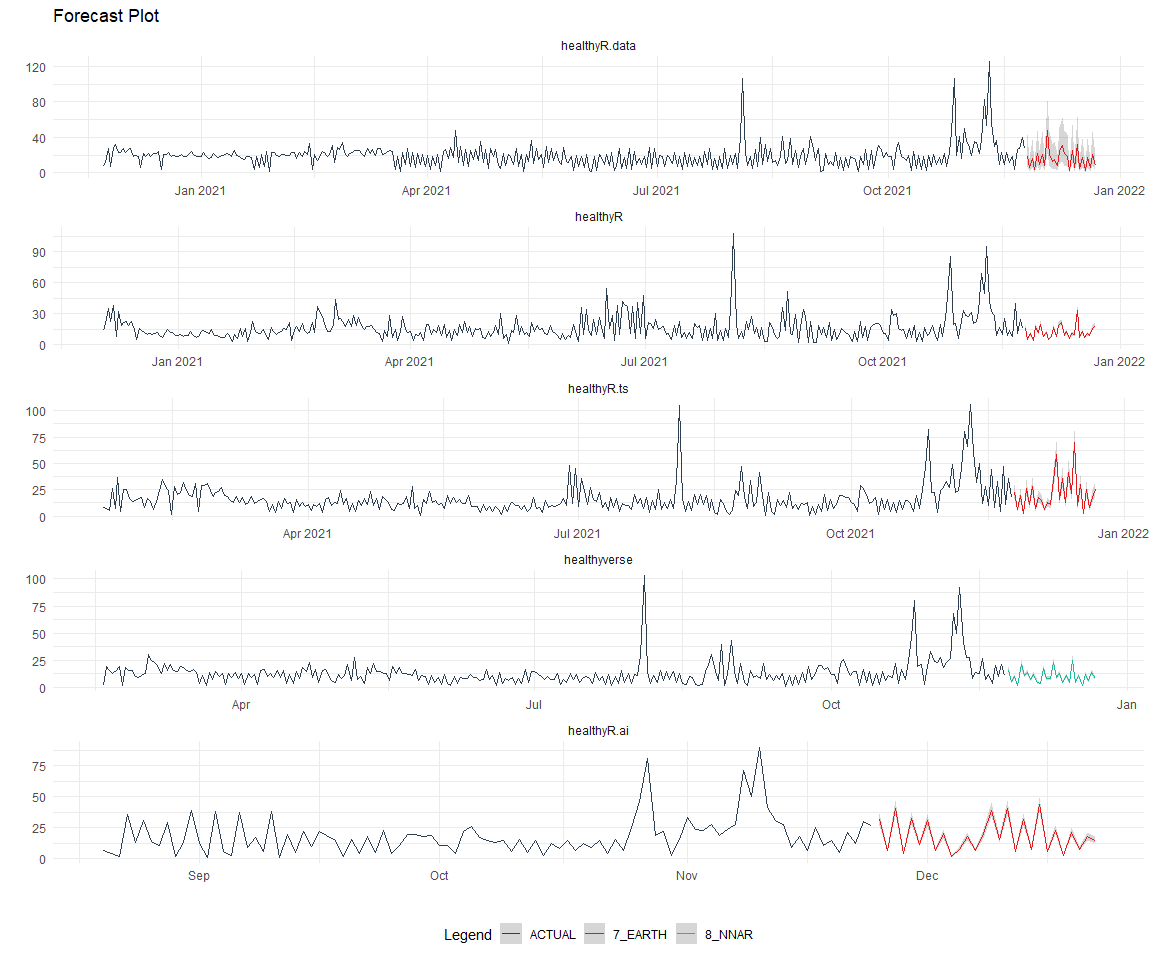 Forecast Plot
healthyR.data
120
80
40
0
Jan 2021 Apr 2021 Jul 2021 Oct 2021 Jan 2022
healthyR
90
60
30
0
Jan 2021 Apr 2021 Jul 2021 Oct 2021 Jan 2022
healthyR.ts
100
75
50
25
0
Apr 2021 Jul 2021 Oct 2021 Jan 2022
healthyverse
100
75
50
25
0
Apr Jul Oct Jan
healthyR.ai
75
50
25
0
Sep Oct Nov Dec
Legend ACTUAL 7_EARTH 8_NNAR